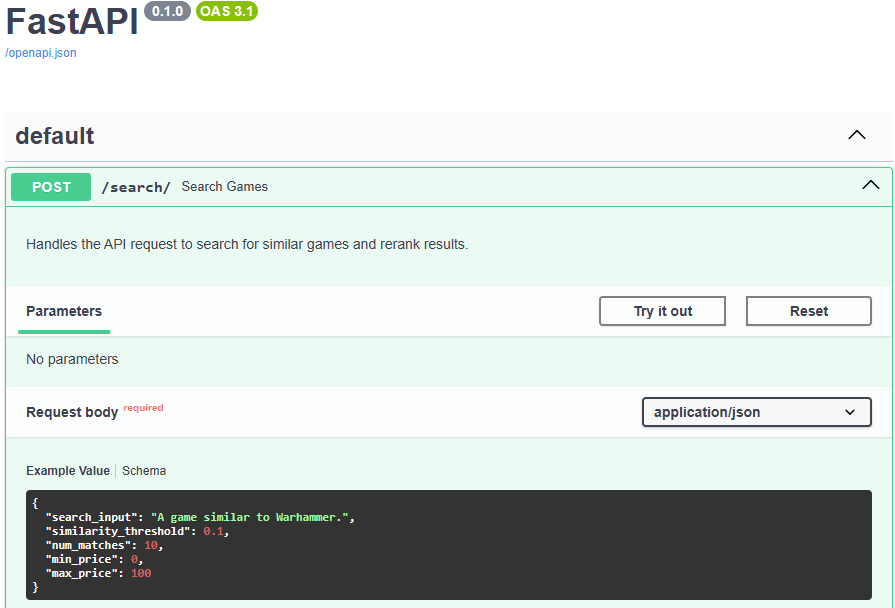 FastAPI 0.1.0 OAS 3.1
/openapi.json
default
POST /search/ Search Games
Handles the API request to search for similar games and rerank results.
Parameters Try it out Reset
No parameters
Request body required application/json
Example Value Schema
{
  "search_input": "A game similar to Warhammer.",
  "similarity_threshold": 0.1,
  "num_matches": 10,
  "min_price": 0,
  "max_price": 100
}